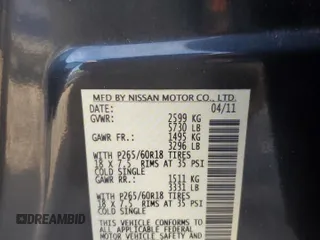 MFD BY NISSAN MOTOR CO., LTD.
DATE: 04/11
GVWR: 2599 KG
5730 LB
GAWR FR.: 1495 KG
3296 LB
WITH P265/60R18 TIRES
18 X 7.5 RIMS AT 35 PSI
COLD SINGLE
GAWR RR.: 1511 KG
3331 LB
WITH P265/60R18 TIRES
18 X 7.5 RIMS AT 35 PSI
COLD SINGLE
THIS VEHICLE CONFORMS TO ALL
APPLICABLE
VEHICLE SAFETY AND
DREAMBID